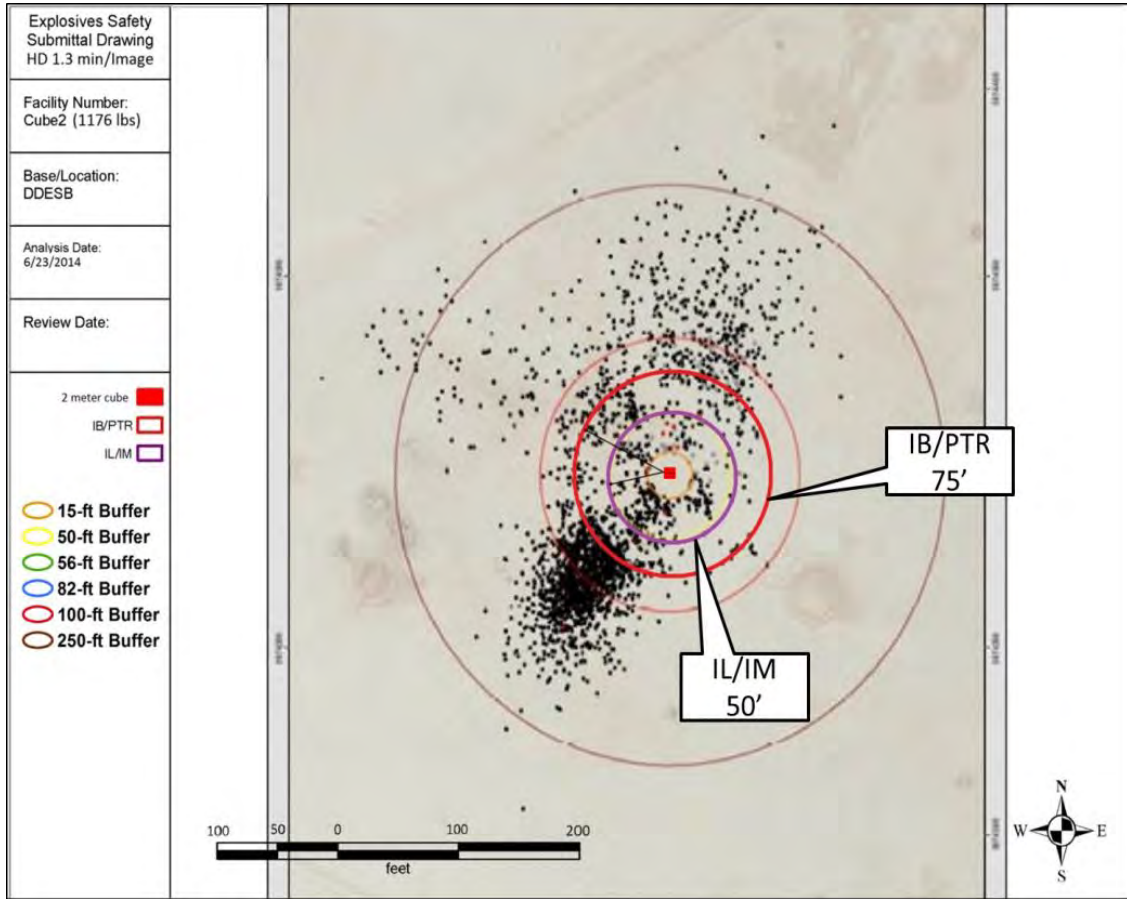 Explosives Safety
Submittal Drawing
HD 1.3 min/Image
Facility Number:
Cube2 (1176 lbs)
Base/Location:
DDESB
Analysis Date:
6/23/2014
Review Date:
2 meter cube
IB/PTR
IL/IM
15-ft Buffer
50-ft Buffer
56-ft Buffer
82-ft Buffer
100-ft Buffer
250-ft Buffer
IB/PTR
75’
IL/IM
50’
100 50 0 100 200
feet
N
W E
S